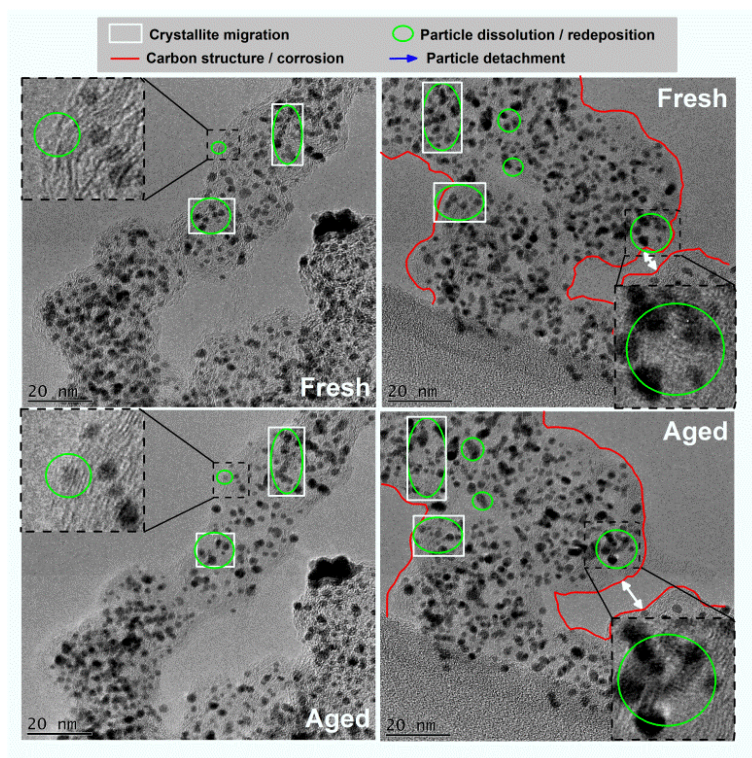 Crystallite migration
Particle dissolution / redeposition
Carbon structure / corrosion
Particle detachment
Fresh
20 nm
Fresh
20 nm
Aged
20 nm
Aged
20 nm